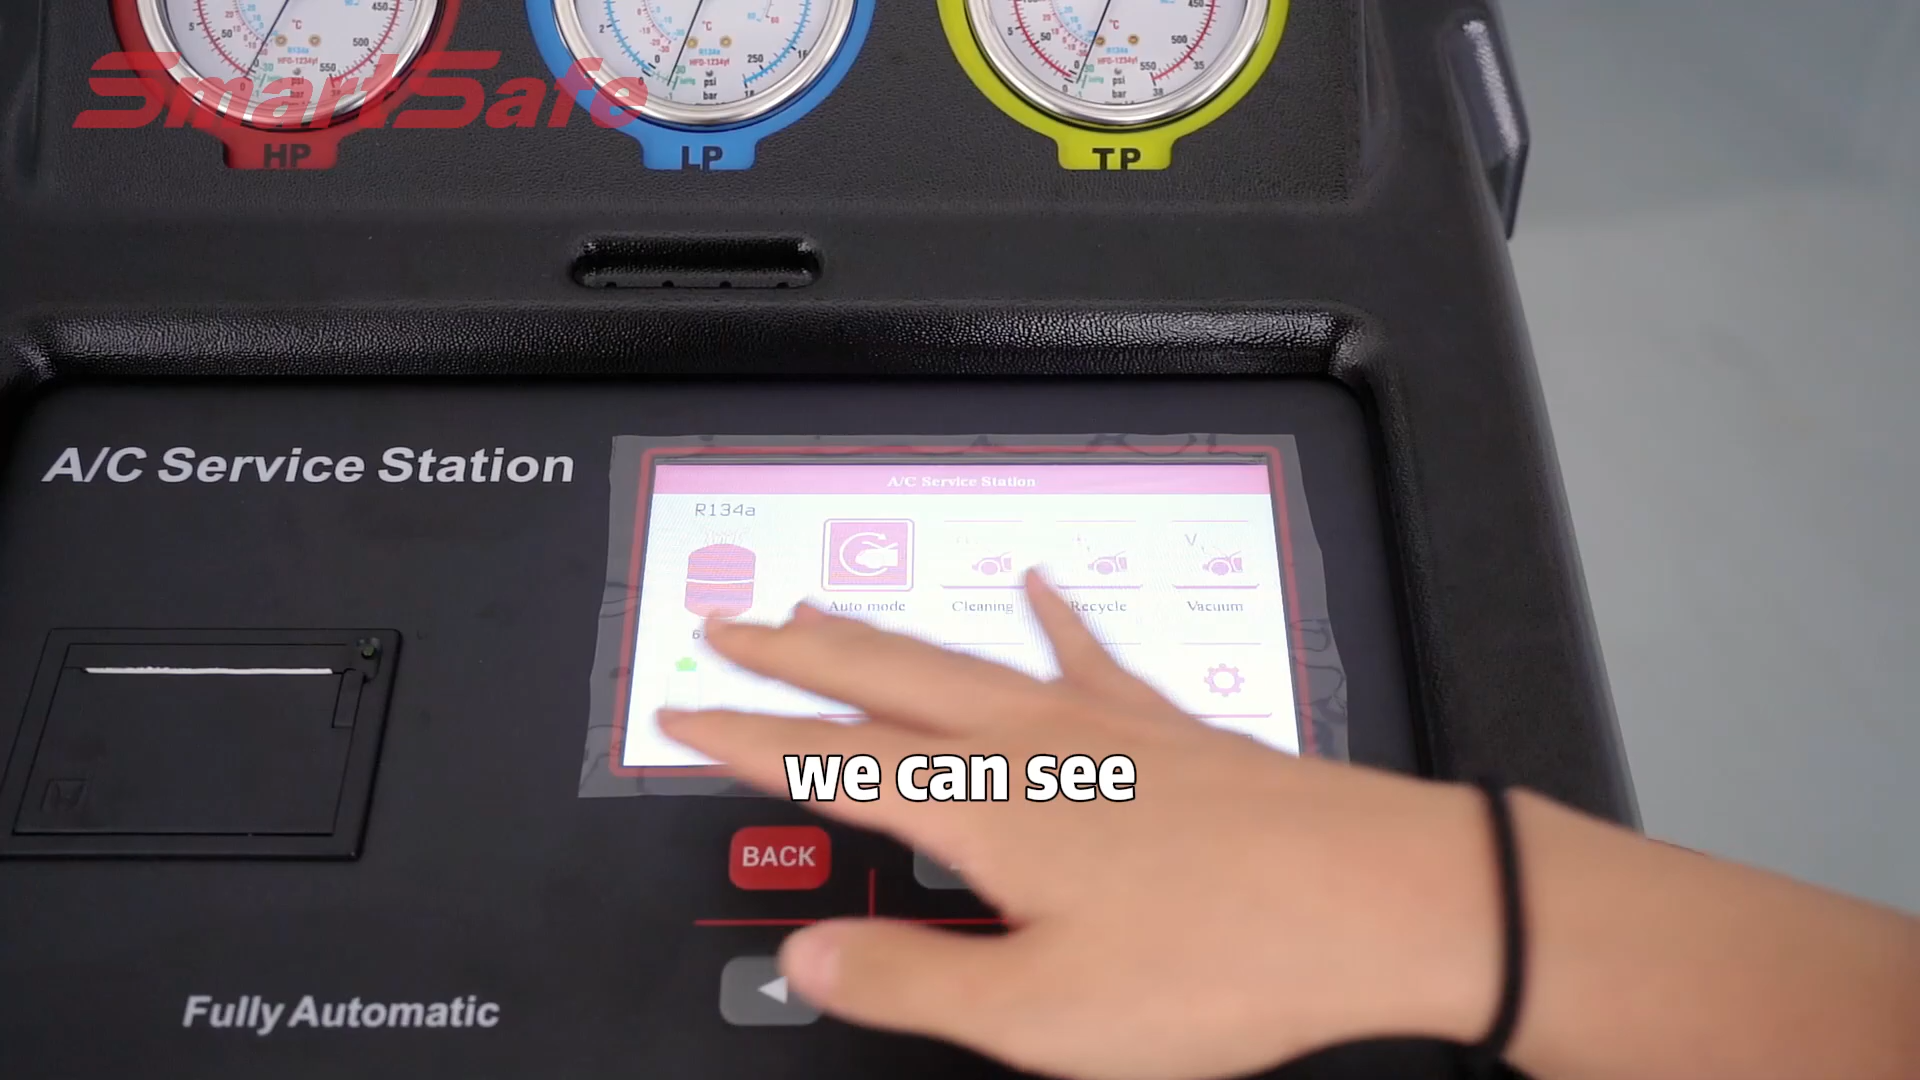 SmartSafe
HP
LP
TP
A/C Service Station
A/C Service Station
R134a
Auto mode
Cleaning
Recycle
Vacuum
we can see
BACK
Fully Automatic